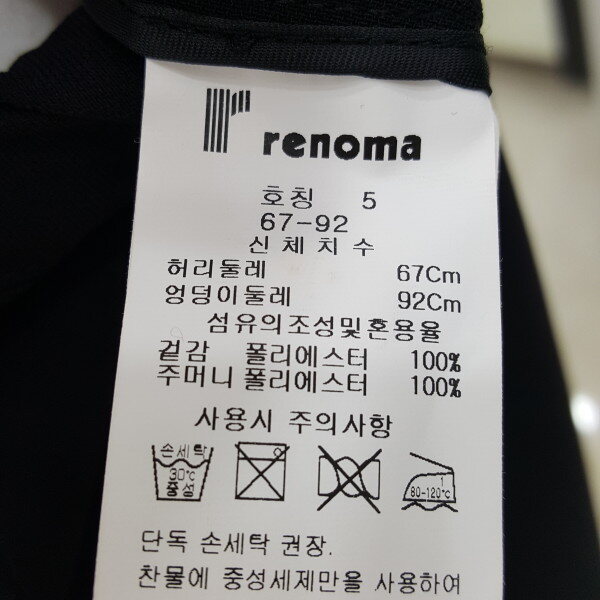 renoma
호칭 5
67-92
신체치수
허리둘레 67Cm
엉덩이둘레 92Cm
섬유의조성및혼용율
겉감 폴리에스터 100%
주머니 폴리에스터 100%
사용시 주의사항
손세탁
30℃
중성
1
80-120℃
단독 손세탁 권장.
찬물에 중성세제만을 사용하여